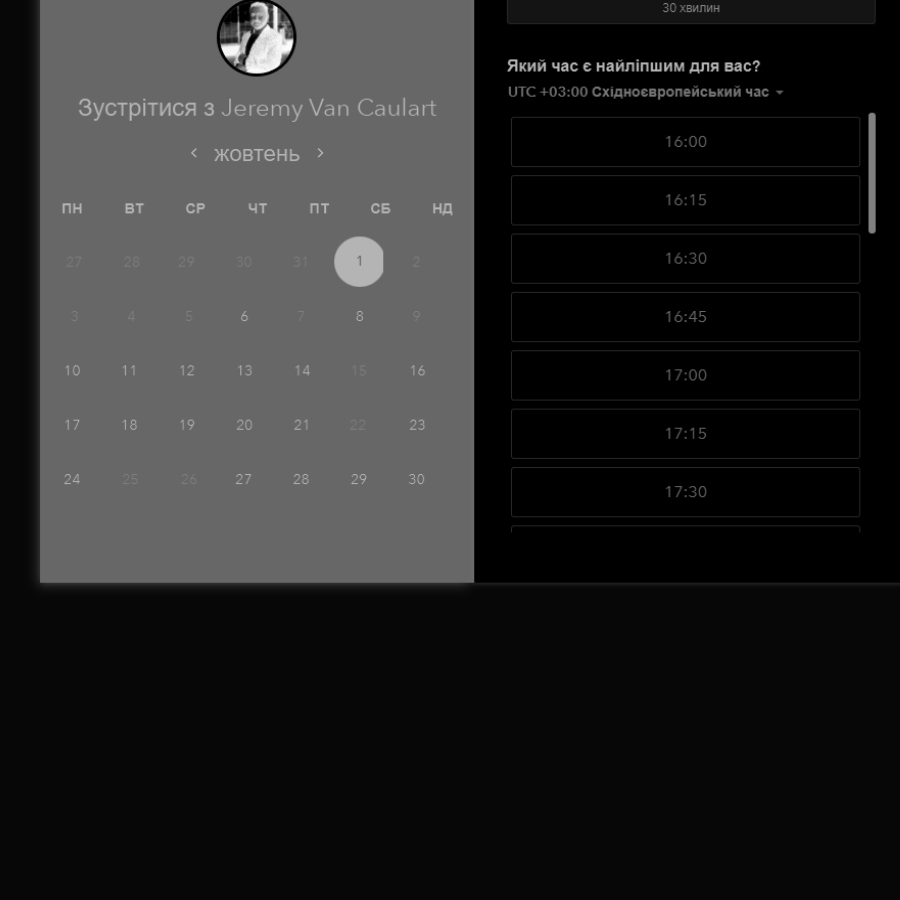 Зустрітися з Jeremy Van Caulart
жовтень
ПН ВТ СР ЧТ ПТ СБ НД
27 28 29 30 31 1 2
3 4 5 6 7 8 9
10 11 12 13 14 15 16
17 18 19 20 21 22 23
24 25 26 27 28 29 30
30 хвилин
Який час є найліпшим для вас?
UTC +03:00 Східноєвропейський час
16:00
16:15
16:30
16:45
17:00
17:15
17:30